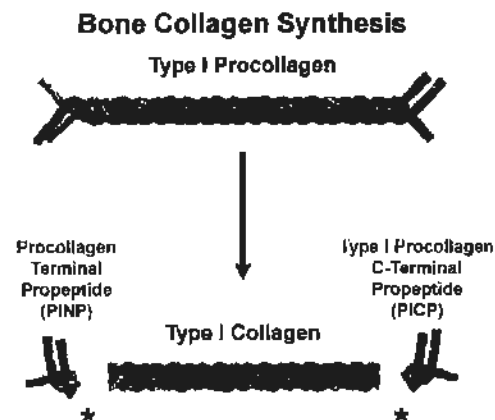 Bone Collagen Synthesis
Type I Procollagen
Procollagen
Terminal
Propeptide
(PINP)
Type I Procollagen
C-Terminal
Propeptide
(PICP)
Type I Collagen
* *